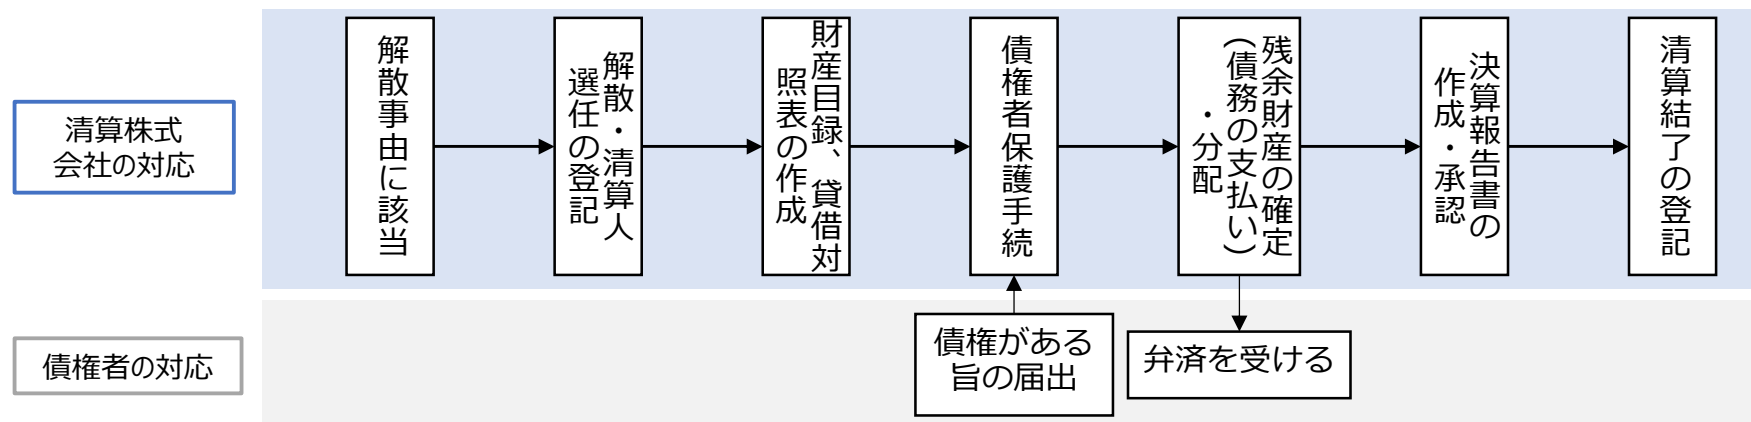 清算株式
会社の対応
解散事由に該当
解散・清算人
選任の登記
財産目録、貸借対
照表の作成
債権者保護手続
残余財産の確定
(債務の支払い)
・分配
決算報告書の
作成・承認
清算結了の登記
債権者の対応
債権がある
旨の届出
弁済を受ける